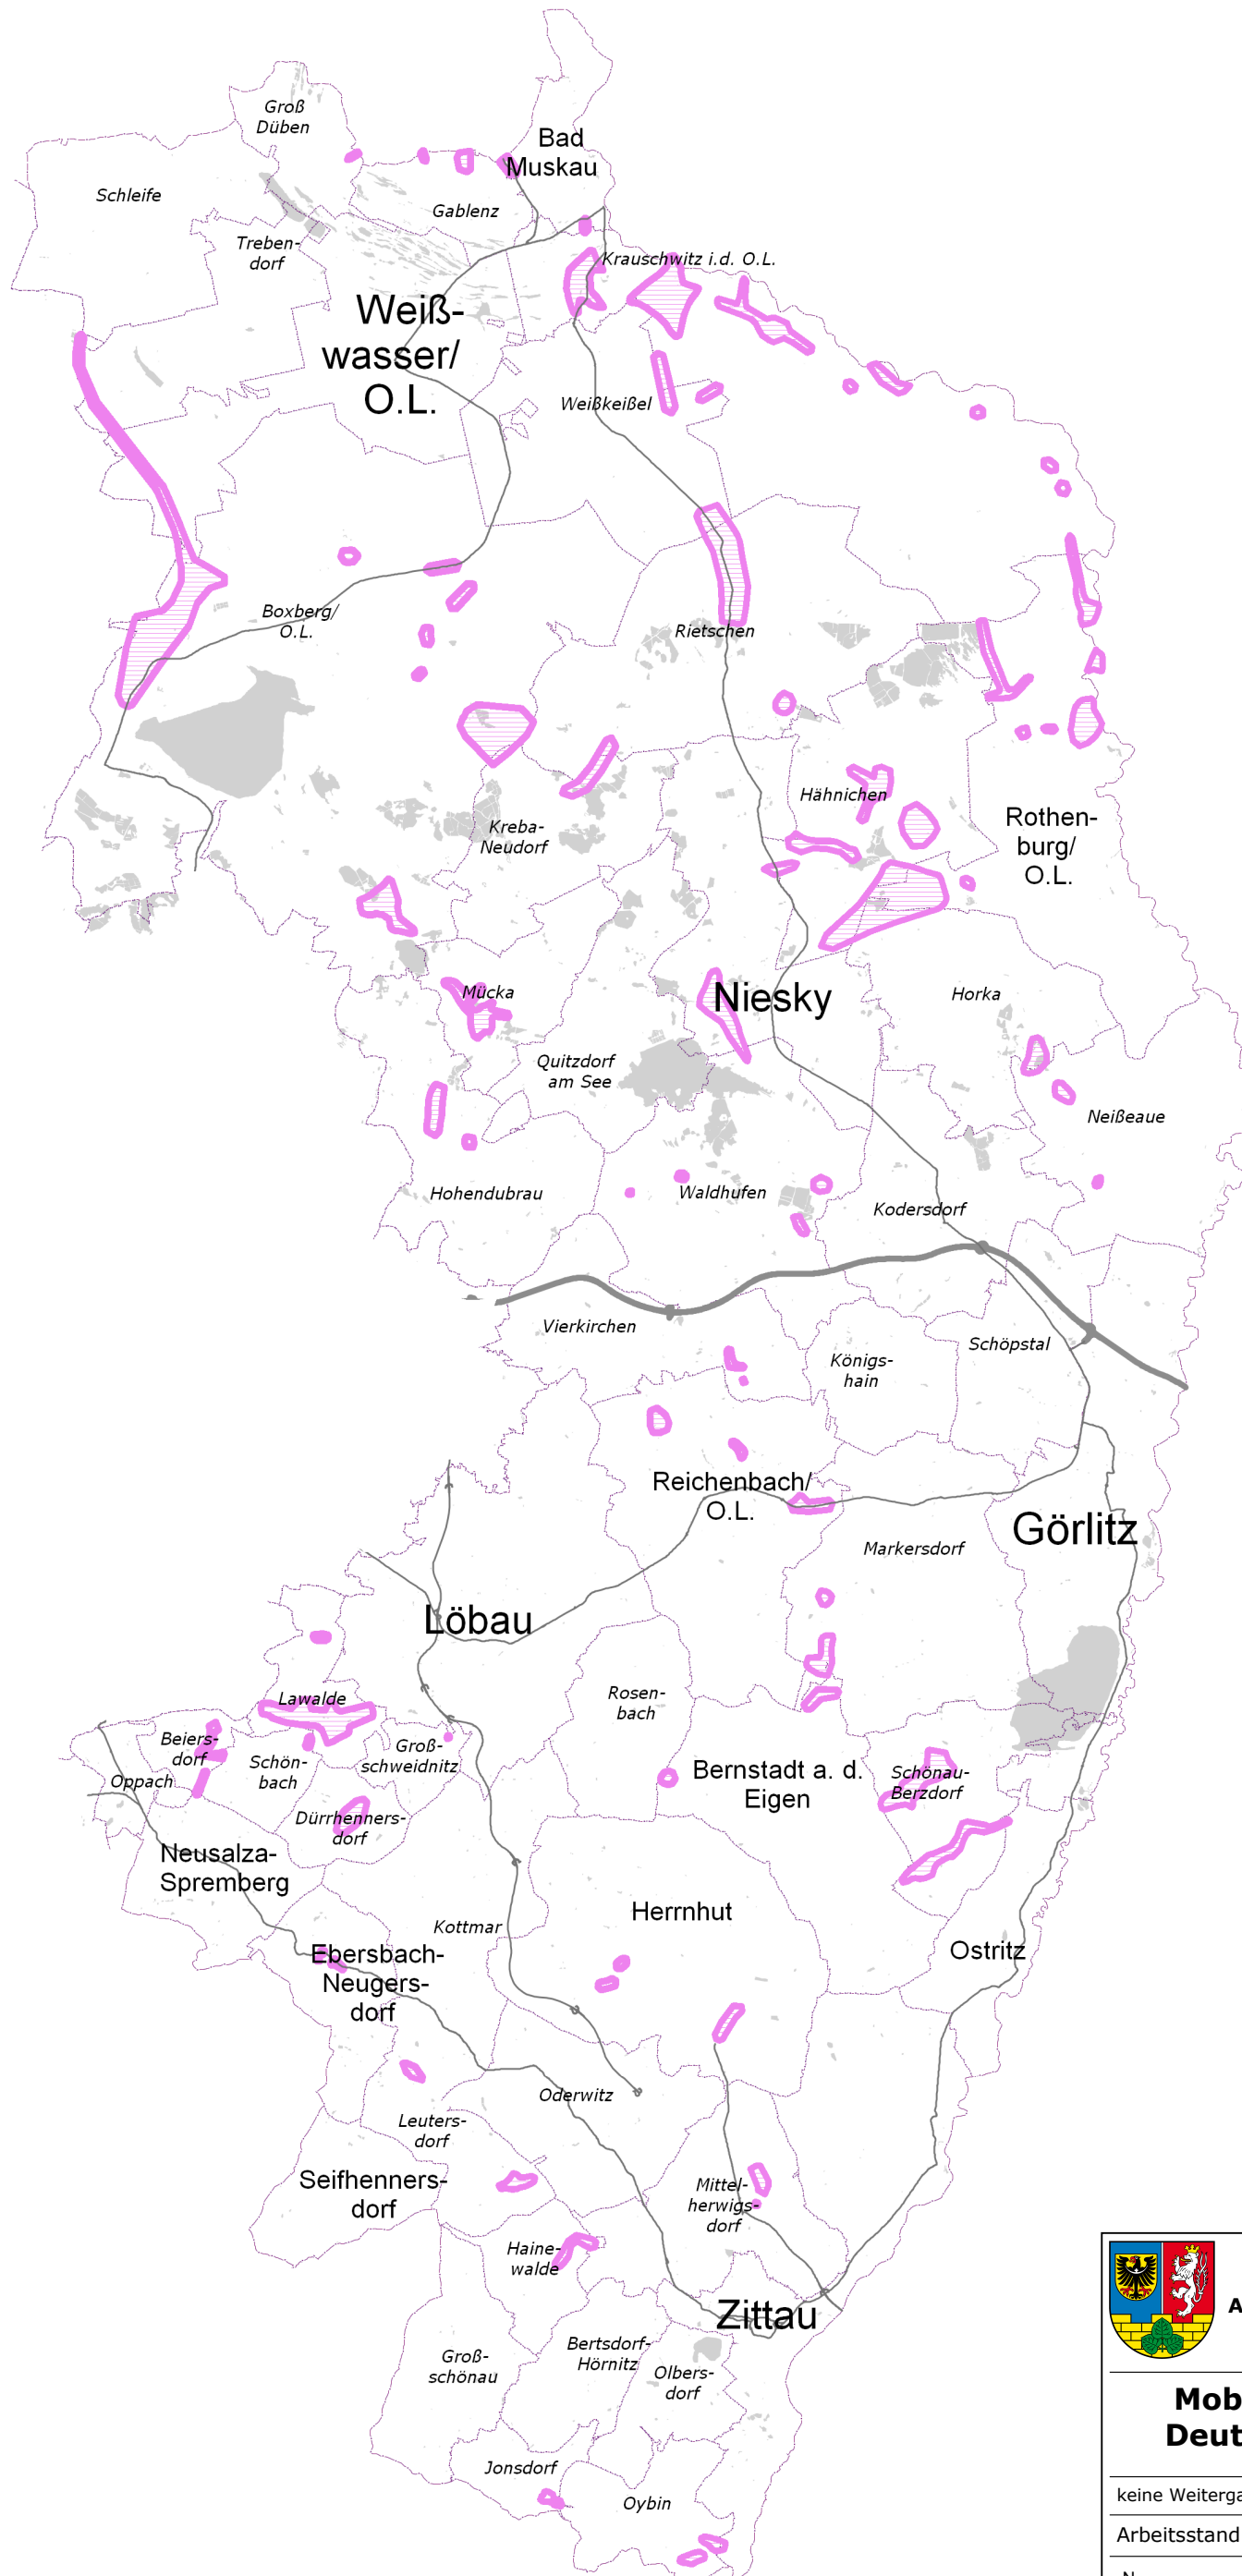 Groß
Düben
Bad
Muskau
Schleife
Gablenz
Treben-
dorf
Krauschwitz i.d. O.L.
Weiß-
wasser/
O.L.
Weißkeißel
Boxberg/
O.L.
Rietschen
Hähnichen
Rothen-
burg/
O.L.
Kreba-
Neudorf
Mücka
Niesky
Horka
Quitzdorf
am See
Neißeaue
Hohendubrau
Waldhufen
Kodersdorf
Vierkirchen
Schöpstal
Königs-
hain
Reichenbach/
O.L.
Görlitz
Markersdorf
Löbau
Rosen-
bach
Lawalde
Beiers-
dorf
Groß-
schweidnitz
Schön-
bach
Oppach
Bernstadt a. d.
Eigen
Schönau-
Berzdorf
Dürrhenners-
dorf
Neusalza-
Spremberg
Herrnhut
Kottmar
Ostritz
Ebersbach-
Neugers-
dorf
Oderwitz
Leuters-
dorf
Seifhenners-
dorf
Mittel-
herwigs-
dorf
Haine-
walde
Zittau
Bertsdorf-
Hörnitz
Groß-
schönau
Olbers-
dorf
Jonsdorf
Oybin
A
Mob
Deut
keine Weiterga
Arbeitsstand